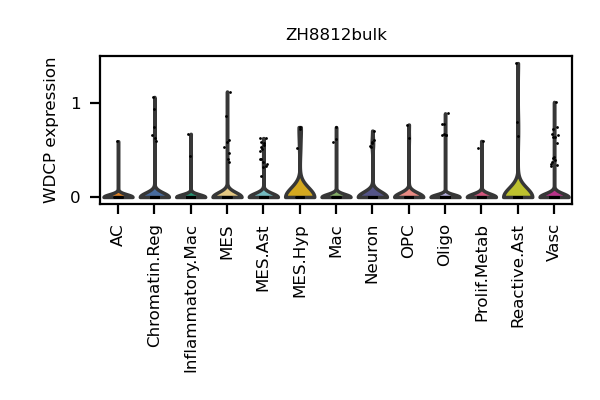 ZH8812bulk
WDCP expression
1
0
AC
Chromatin.Reg
Inflammatory.Mac
MES
MES.Ast
MES.Hyp
Mac
Neuron
OPC
Oligo
Prolif.Metab
Reactive.Ast
Vasc